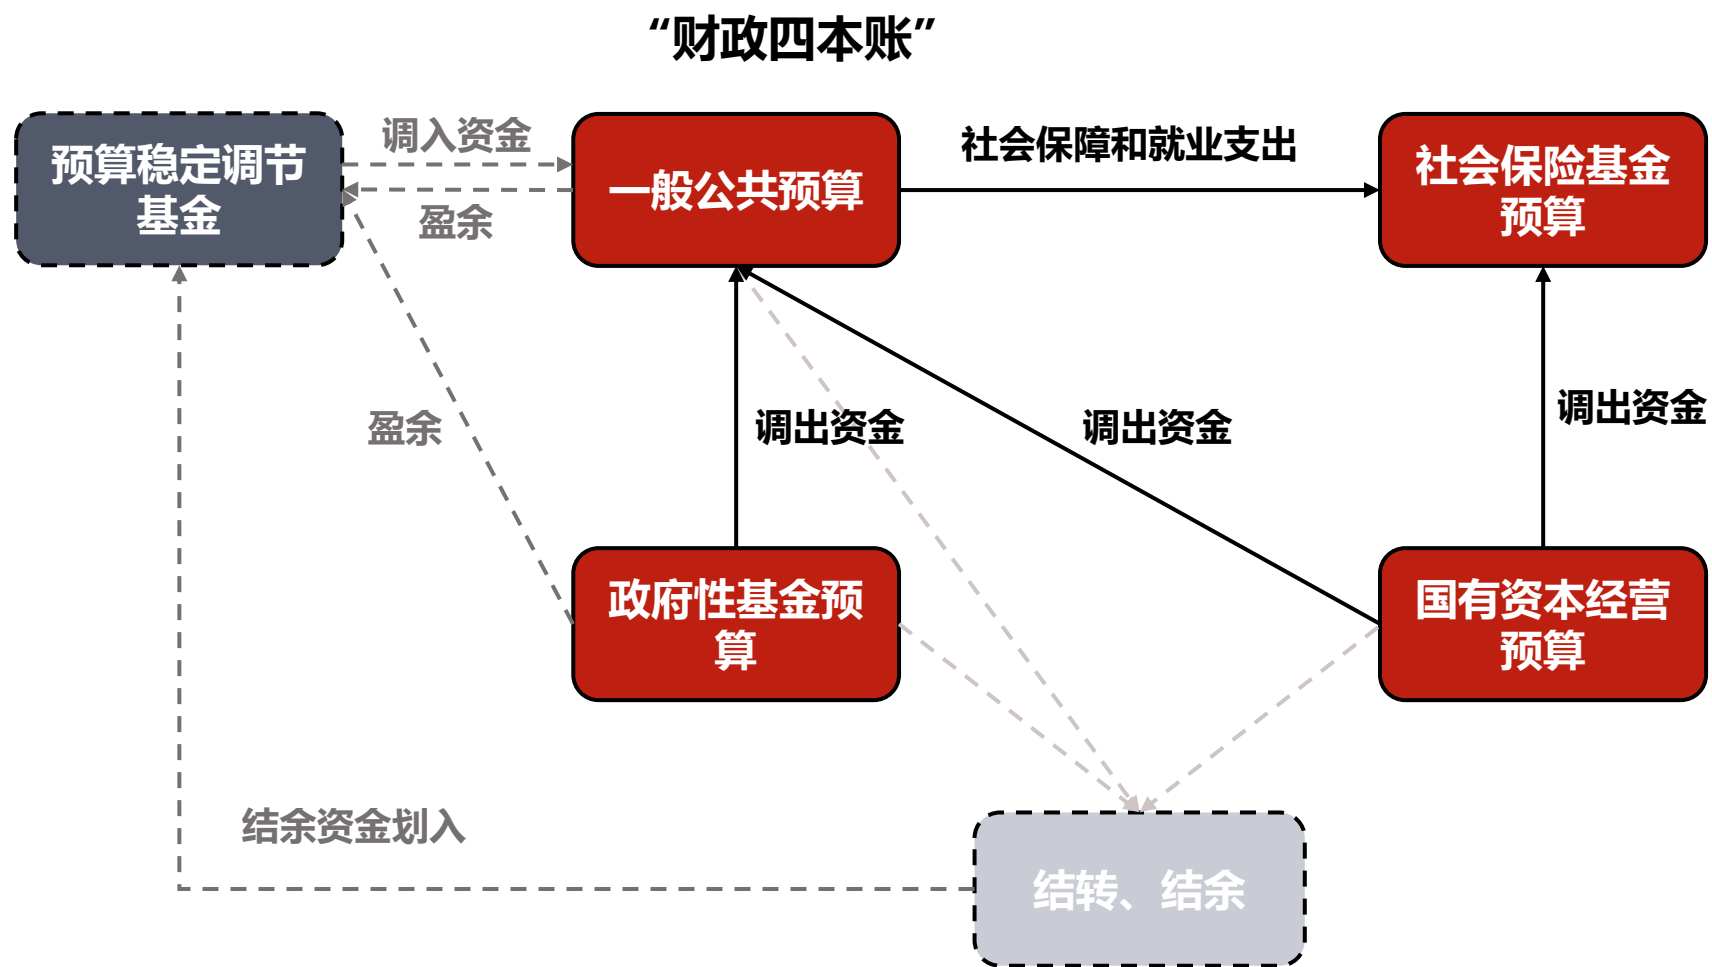 “财政四本账”
预算稳定调节
基金
调入资金
盈余
一般公共预算
社会保障和就业支出
社会保险基金
预算
盈余
调出资金
调出资金
调出资金
政府性基金预
算
国有资本经营
预算
结余资金划入
结转、结余